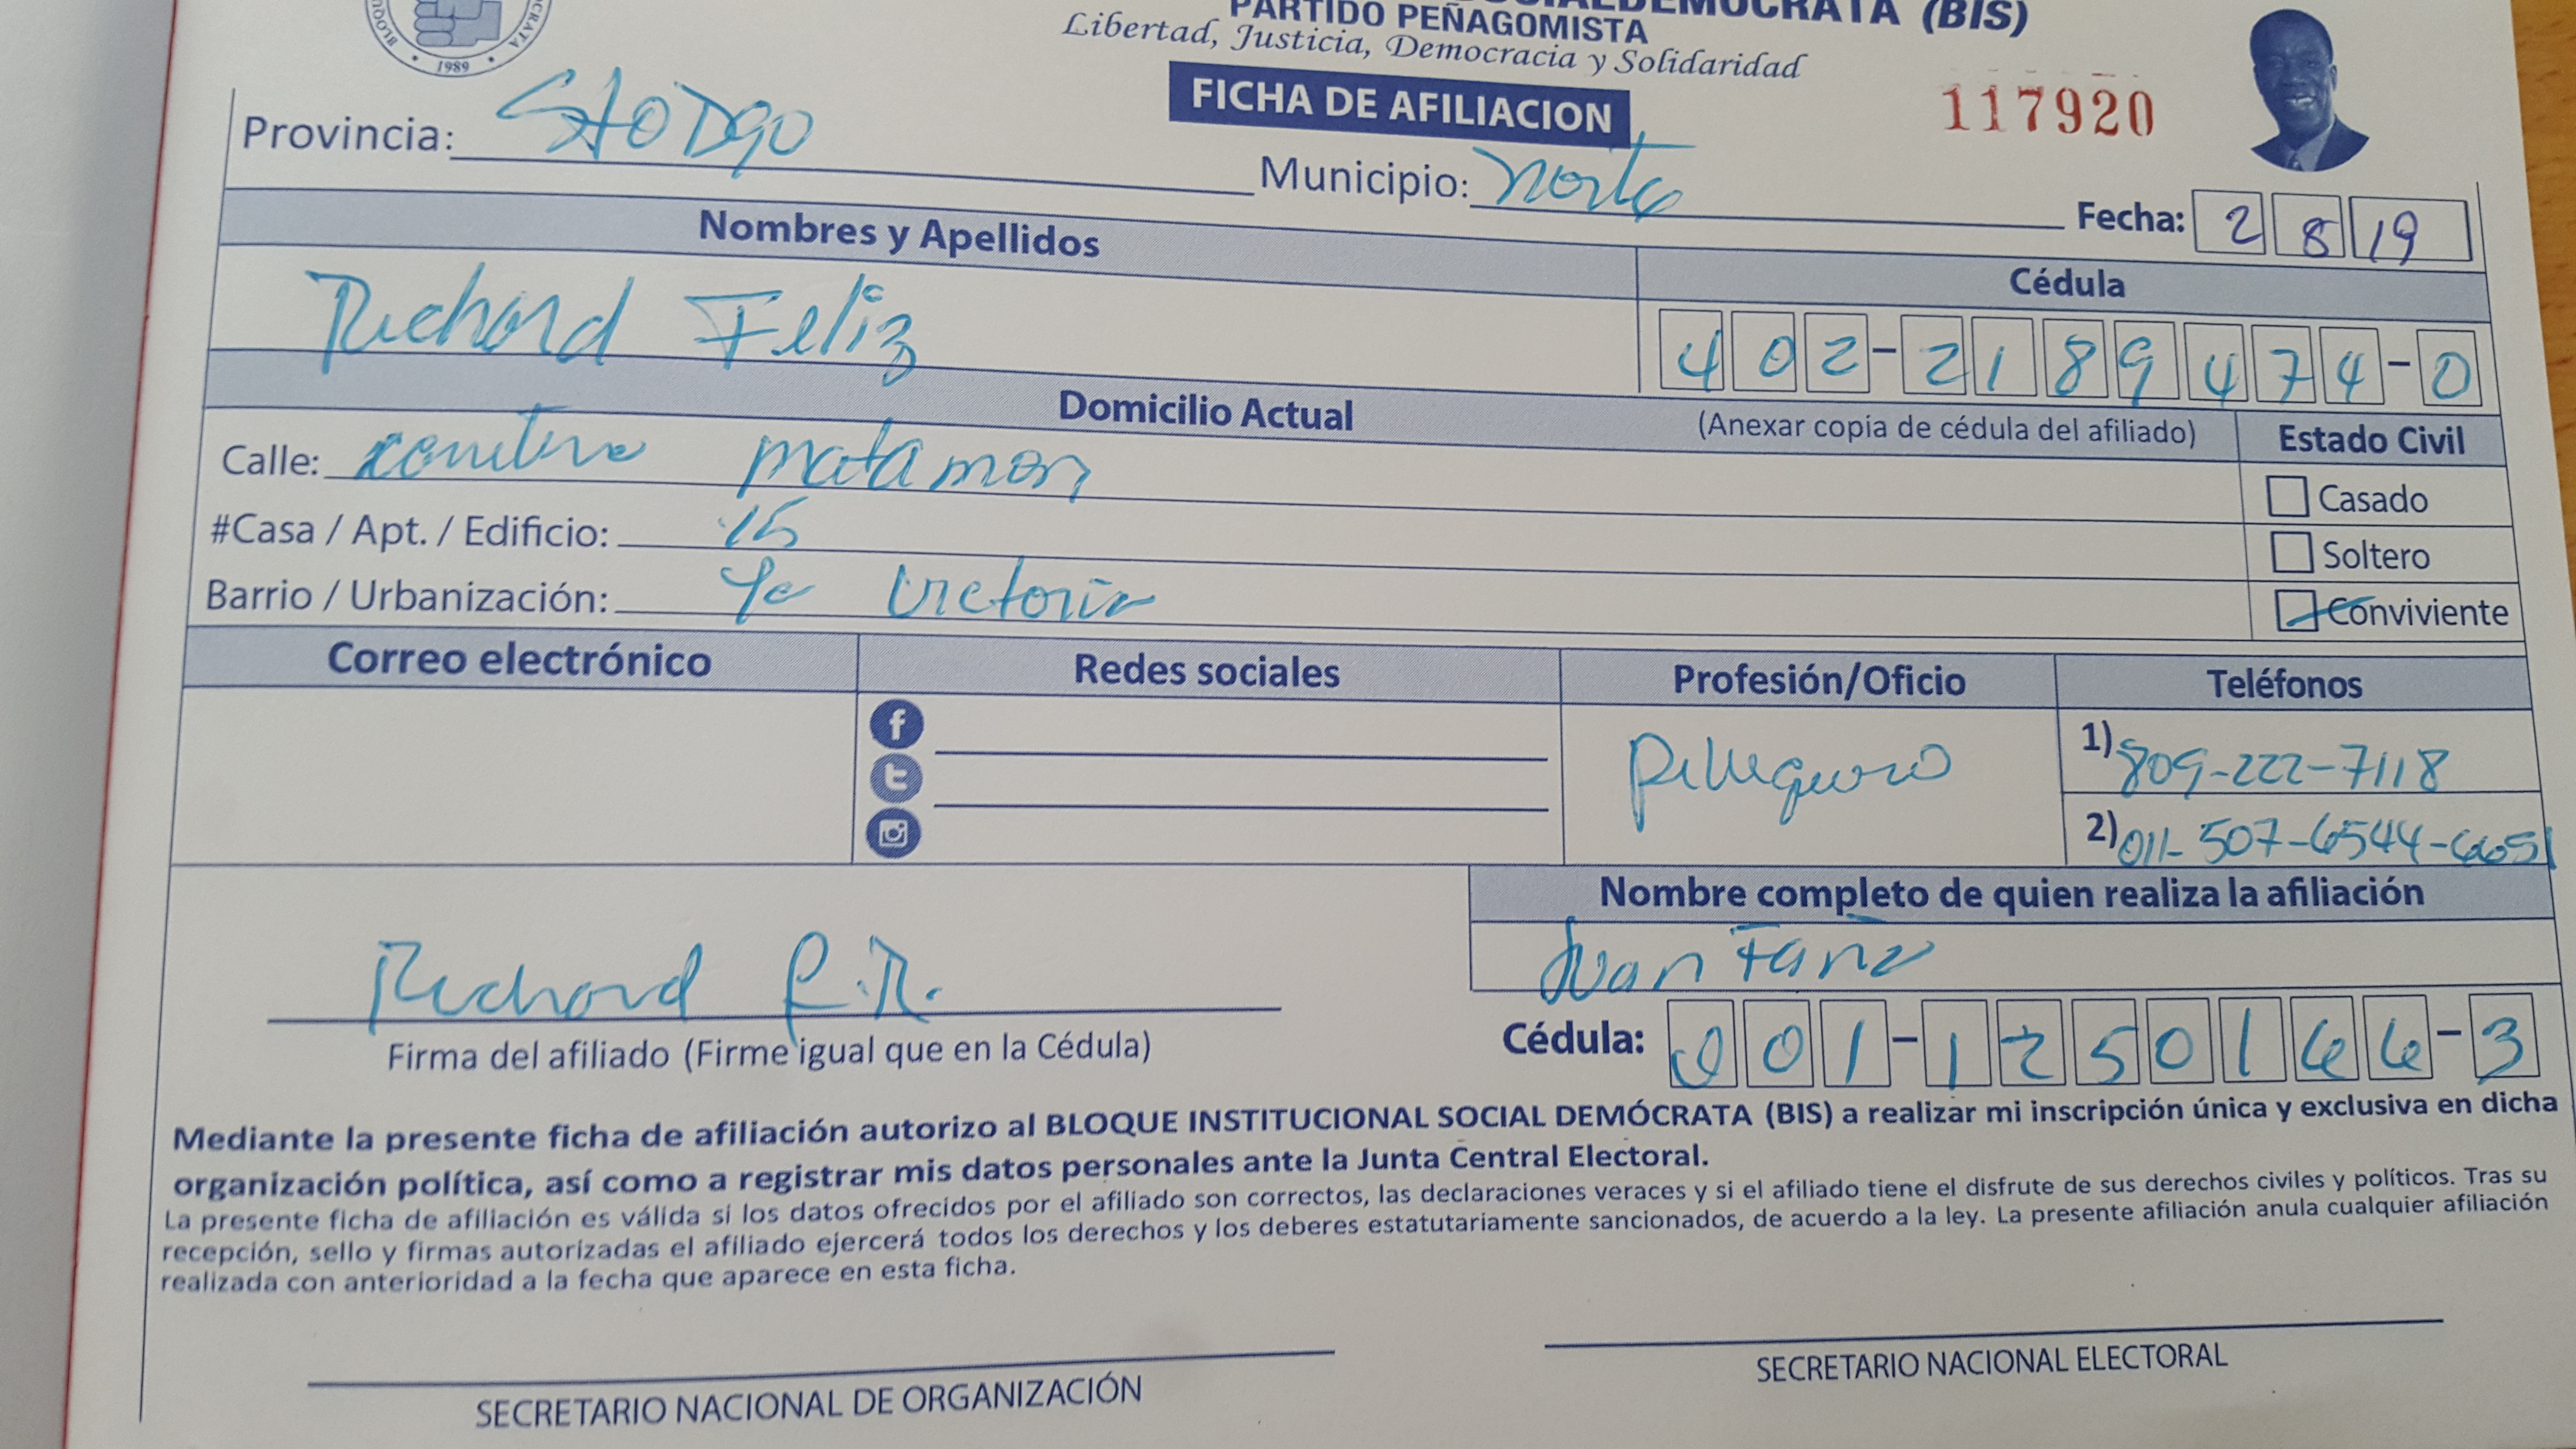 1989
SOCIALDEMOCRATA (BIS)
PARTIDO PEÑAGOMISTA
Libertad, Justicia, Democracia y Solidaridad
FICHA DE AFILIACION
117920
Provincia: Sto Dgo
Municipio: Norte
Fecha: 2 8 19
Nombres y Apellidos
Cédula
Richard Feliz
402-2189474-0
Domicilio Actual
(Anexar copia de cédula del afiliado)
Estado Civil
Calle: matamon
Casado
#Casa / Apt. / Edificio: 15
Soltero
Barrio / Urbanización: Victoria
Conviviente
Correo electrónico
Redes sociales
Profesión/Oficio
Teléfonos
1) 809-222-7118
2) 011-507-6544-6651
Nombre completo de quien realiza la afiliación
Juan
Richard F.R.
Firma del afiliado (Firme igual que en la Cédula)
Cédula: 001-1250166-3
Mediante la presente ficha de afiliación autorizo al BLOQUE INSTITUCIONAL SOCIAL DEMÓCRATA (BIS) a realizar mi inscripción única y exclusiva en dicha
organización política, así como a registrar mis datos personales ante la Junta Central Electoral.
La presente ficha de afiliación es válida si los datos ofrecidos por el afiliado son correctos, las declaraciones veraces y si el afiliado tiene el disfrute de sus derechos civiles y políticos. Tras su
recepción, sello y firmas autorizadas el afiliado ejercerá todos los derechos y los deberes estatutariamente sancionados, de acuerdo a la ley. La presente afiliación anula cualquier afiliación
realizada con anterioridad a la fecha que aparece en esta ficha.
SECRETARIO NACIONAL DE ORGANIZACIÓN
SECRETARIO NACIONAL ELECTORAL